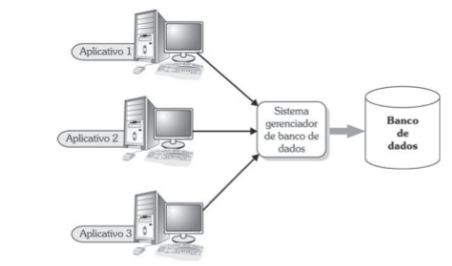 Aplicativo 1
Aplicativo 2
Aplicativo 3
Sistema
gerenciador
de banco de
dados
Banco
de
dados